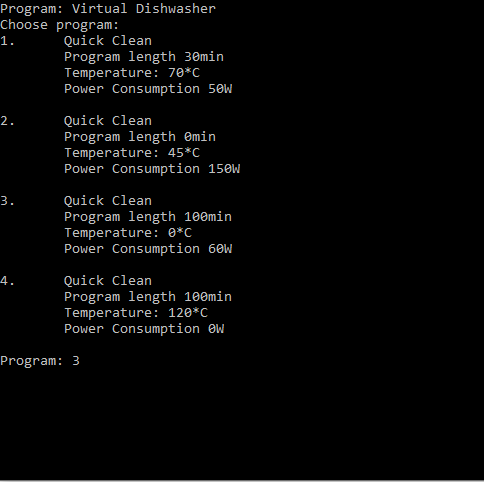 Program: Virtual Dishwasher
Choose program:
1. Quick Clean
Program length 30min
Temperature: 70*C
Power Consumption 50W
2. Quick Clean
Program length 0min
Temperature: 45*C
Power Consumption 150W
3. Quick Clean
Program length 100min
Temperature: 0*C
Power Consumption 60W
4. Quick Clean
Program length 100min
Temperature: 120*C
Power Consumption 0W
Program: 3